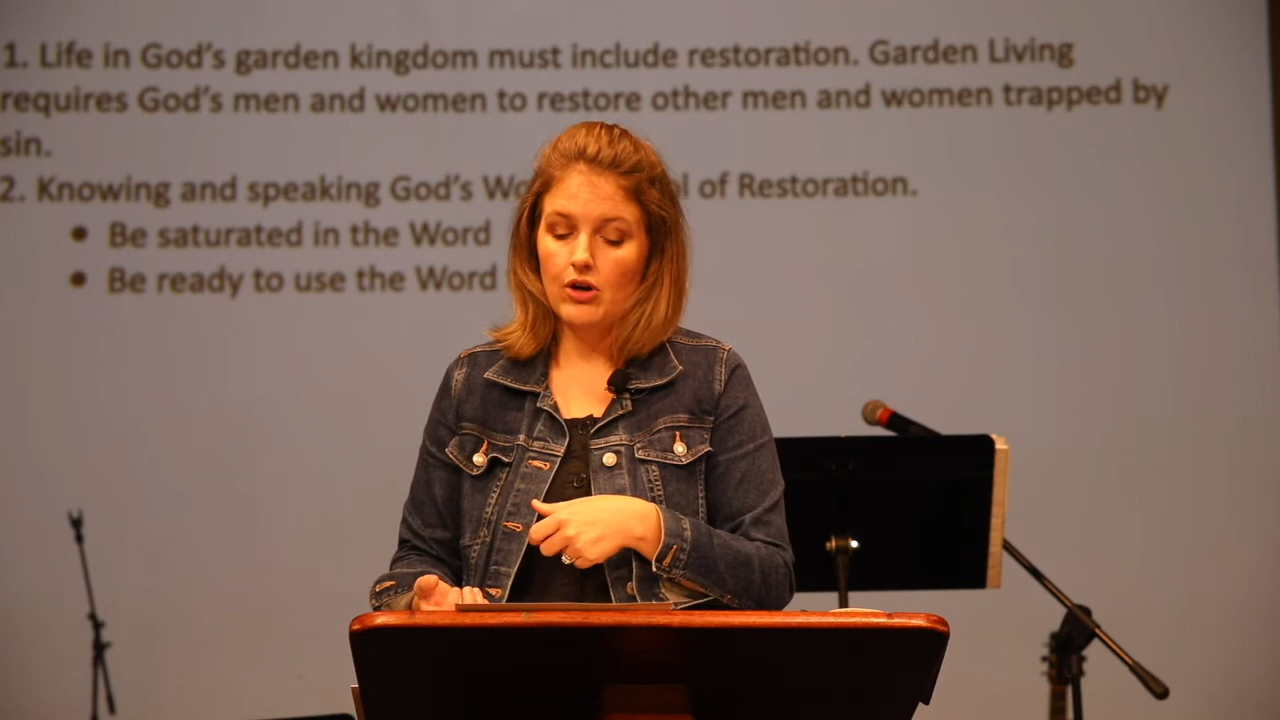 1. Life in God's garden kingdom must include restoration. Garden Living
requires God's men and women to restore other men and women trapped by
sin.
2. Knowing and speaking God's of Restoration.
• Be saturated in the Word
• Be ready to use the Word